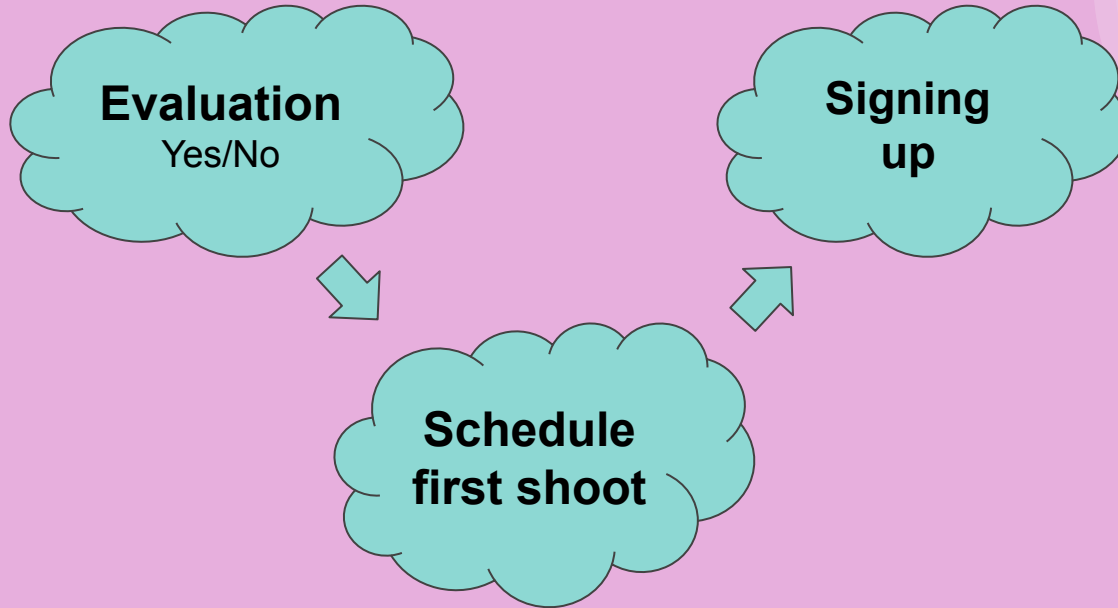 Evaluation
Yes/No
Schedule
first shoot
Signing
up